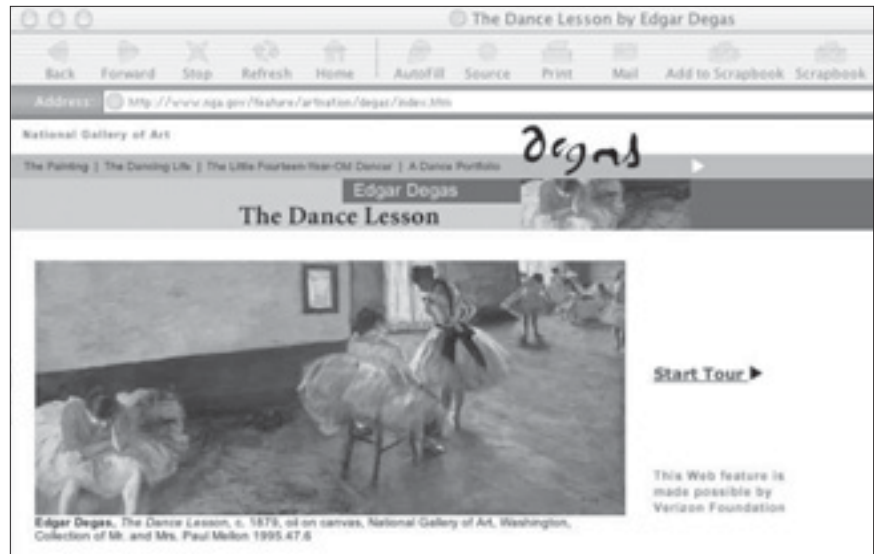 The Dance Lesson by Edgar Degas
Back Forward Stop Refresh Home AutoFill Source Print Mail Add to Scrapbook Scrapbook
Address: http://www.nga.gov/feature/artnation/degas/index.htm
National Gallery of Art
degas
The Painting | The Dancing Life | The Little Fourteen-Year-Old Dancer | A Dance Portfolio
Edgar Degas
The Dance Lesson
Start Tour
This Web feature is
made possible by
Verizon Foundation
Edgar Degas, The Dance Lesson, c. 1879, oil on canvas, National Gallery of Art, Washington,
Collection of Mr. and Mrs. Paul Mellon 1995.47.6